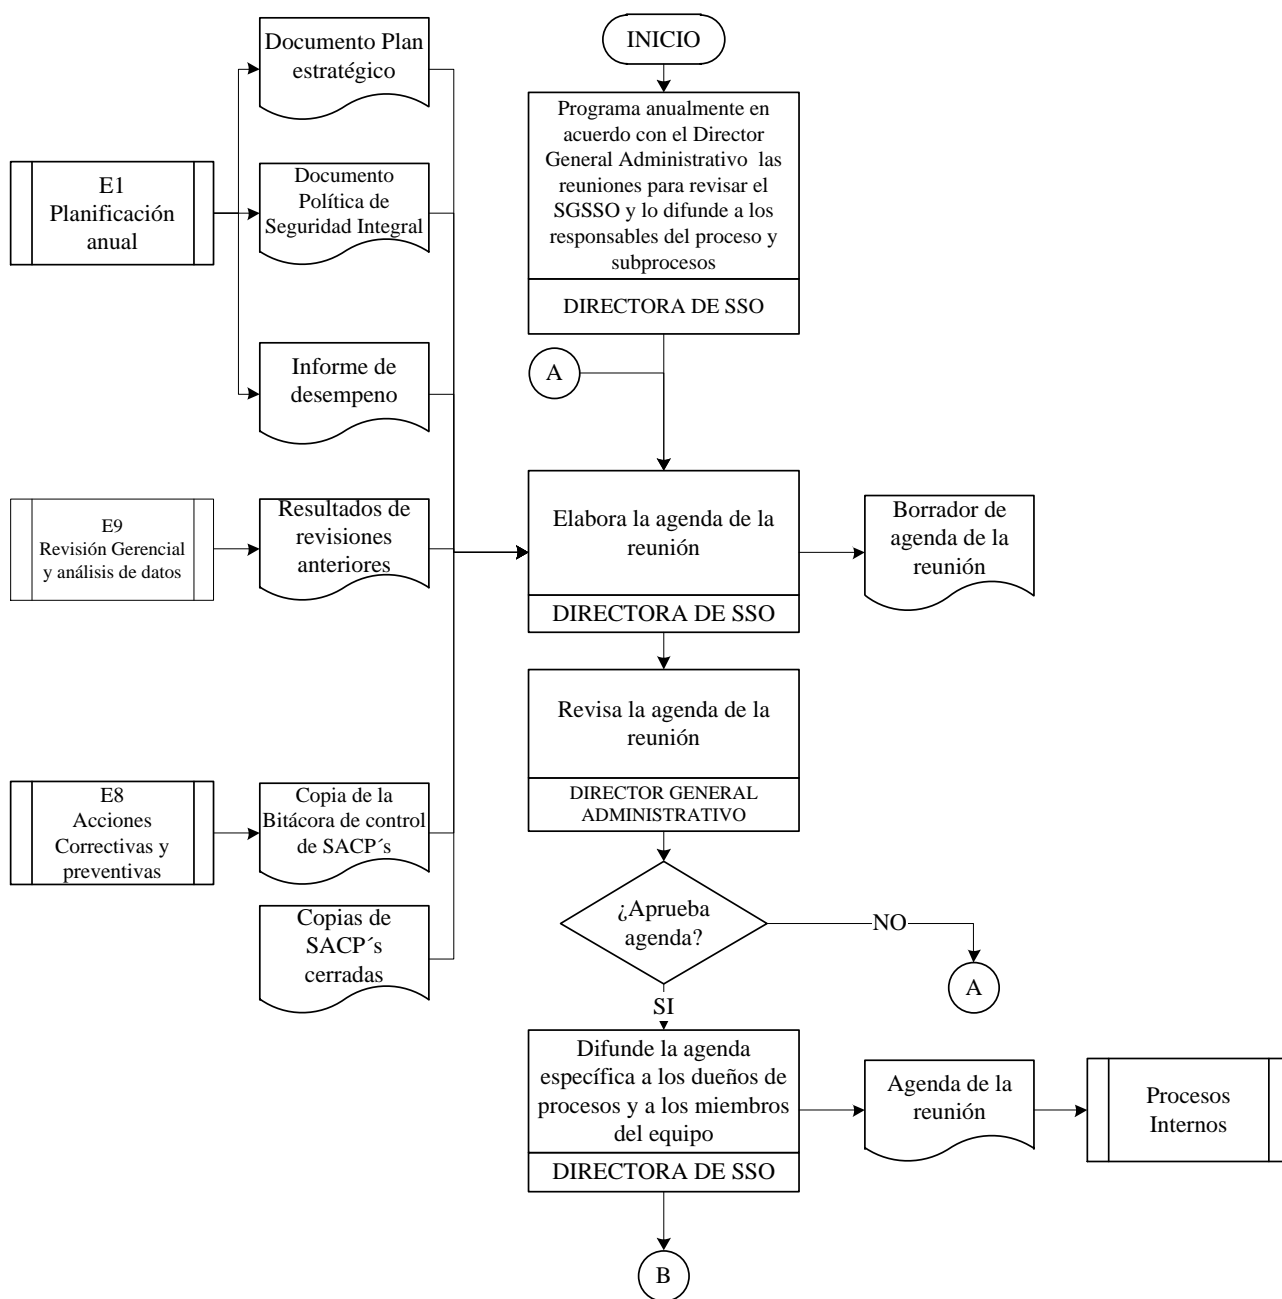 INICIO
Programa anualmente en
acuerdo con el Director
General Administrativo las
reuniones para revisar el
SGSSO y lo difunde a los
responsables del proceso y
subprocesos
DIRECTORA DE SSO
A
Documento Plan
estratégico
E1
Planificación
anual
Documento
Política de
Seguridad Integral
Informe de
desempeno
E9
Revisión Gerencial
y análisis de datos
Resultados de
revisiones
anteriores
Elabora la agenda de la
reunión
DIRECTORA DE SSO
Borrador de
agenda de la
reunión
Revisa la agenda de la
reunión
DIRECTOR GENERAL
ADMINISTRATIVO
E8
Acciones
Correctivas y
preventivas
Copia de la
Bitácora de control
de SACP´s
Copias de
SACP´s
cerradas
¿Aprueba
agenda?
NO
A
SI
Difunde la agenda
específica a los dueños de
procesos y a los miembros
del equipo
DIRECTORA DE SSO
Agenda de la
reunión
Procesos
Internos
B